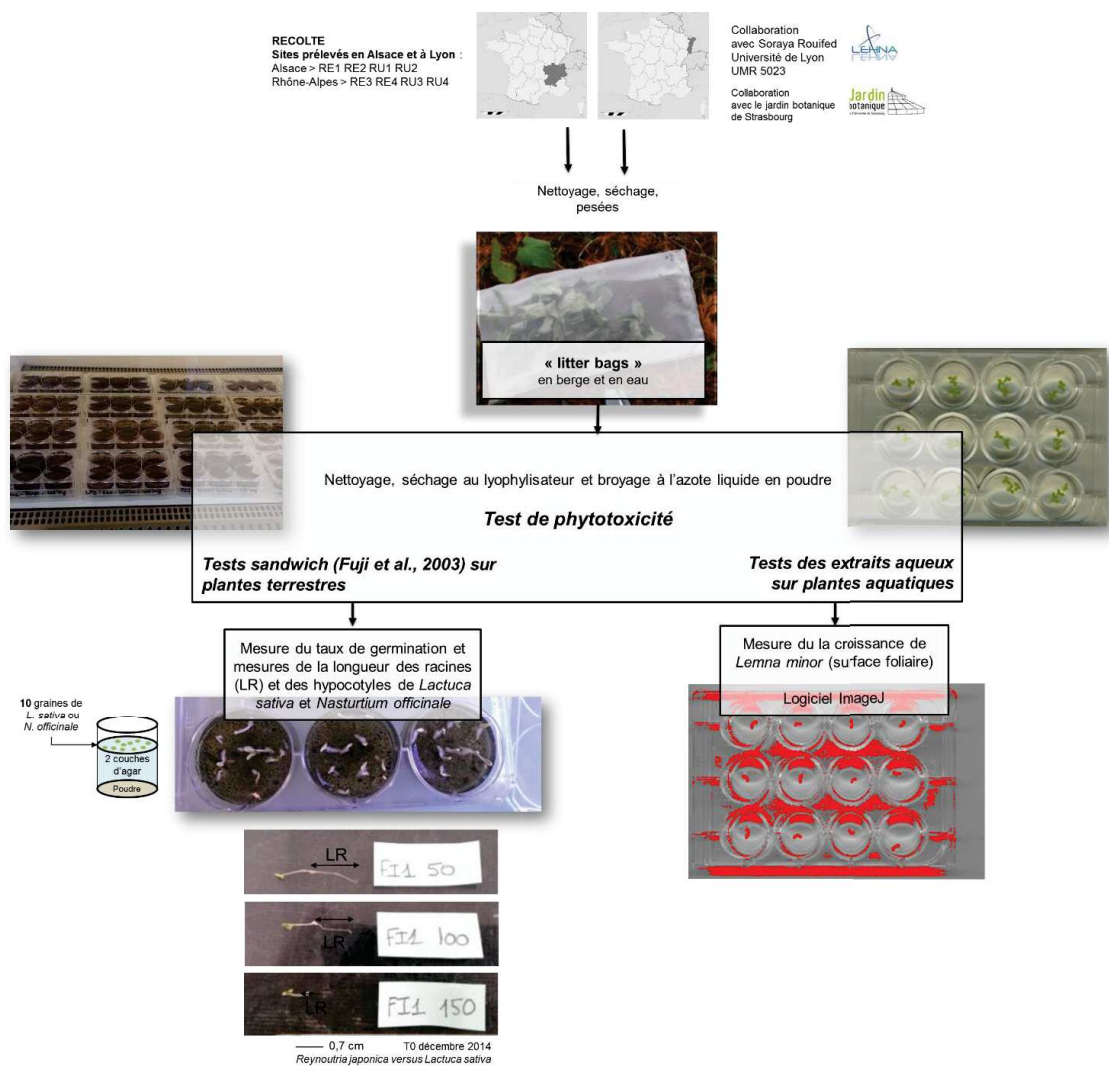 RECOLTE
Sites prélevés en Alsace et à Lyon :
Alsace > RE1 RE2 RU1 RU2
Rhône-Alpes > RE3 RE4 RU3 RU4
Collaboration
avec Soraya Rouifed
Université de Lyon
UMR 5023
LEHNA
Collaboration
avec le jardin botanique
de Strasbourg
Jardin
botanique
Nettoyage, séchage,
pesées
« litter bags »
en berge et en eau
Nettoyage, séchage au lyophylisateur et broyage à l'azote liquide en poudre
Test de phytotoxicité
Tests sandwich (Fuji et al., 2003) sur
plantes terrestres
Tests des extraits aqueux
sur plantes aquatiques
Mesure du taux de germination et
mesures de la longueur des racines
(LR) et des hypocotyles de Lactuca
sativa et Nasturtium officinale
Mesure du la croissance de
Lemna minor (surface foliaire)
Logiciel ImageJ
10 graines de
L. sativa ou
N. officinale
2 couches
d'agar
Poudre
LR
FI1 50
LR
FI1 100
LR
FI1 150
0,7 cm
T0 décembre 2014
Reynoutria japonica versus Lactuca sativa